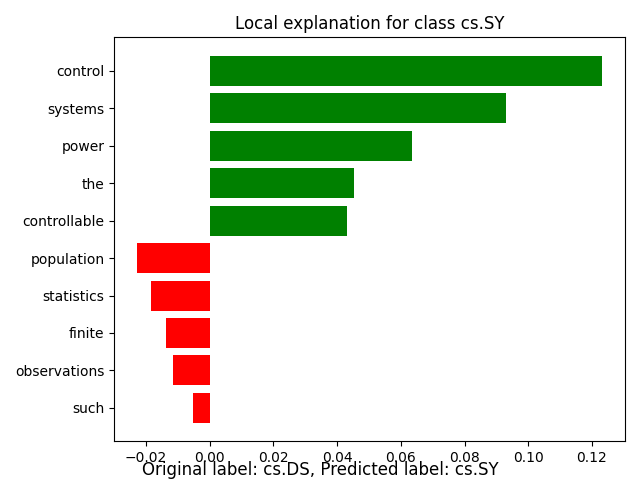 Local explanation for class cs.SY
control
systems
power
the
controllable
population
statistics
finite
observations
such
−0.02 0.00 0.02 0.04 0.06 0.08 0.10 0.12
Original label: cs.DS, Predicted label: cs.SY